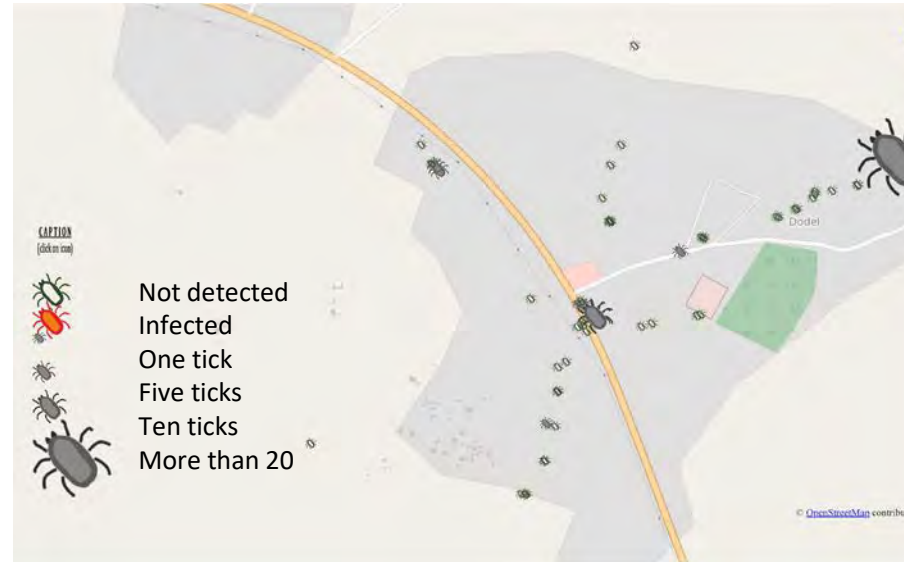 CAPTION
(click on icon)
Not detected
Infected
One tick
Five ticks
Ten ticks
More than 20
Dodel
© OpenStreetMap contribu